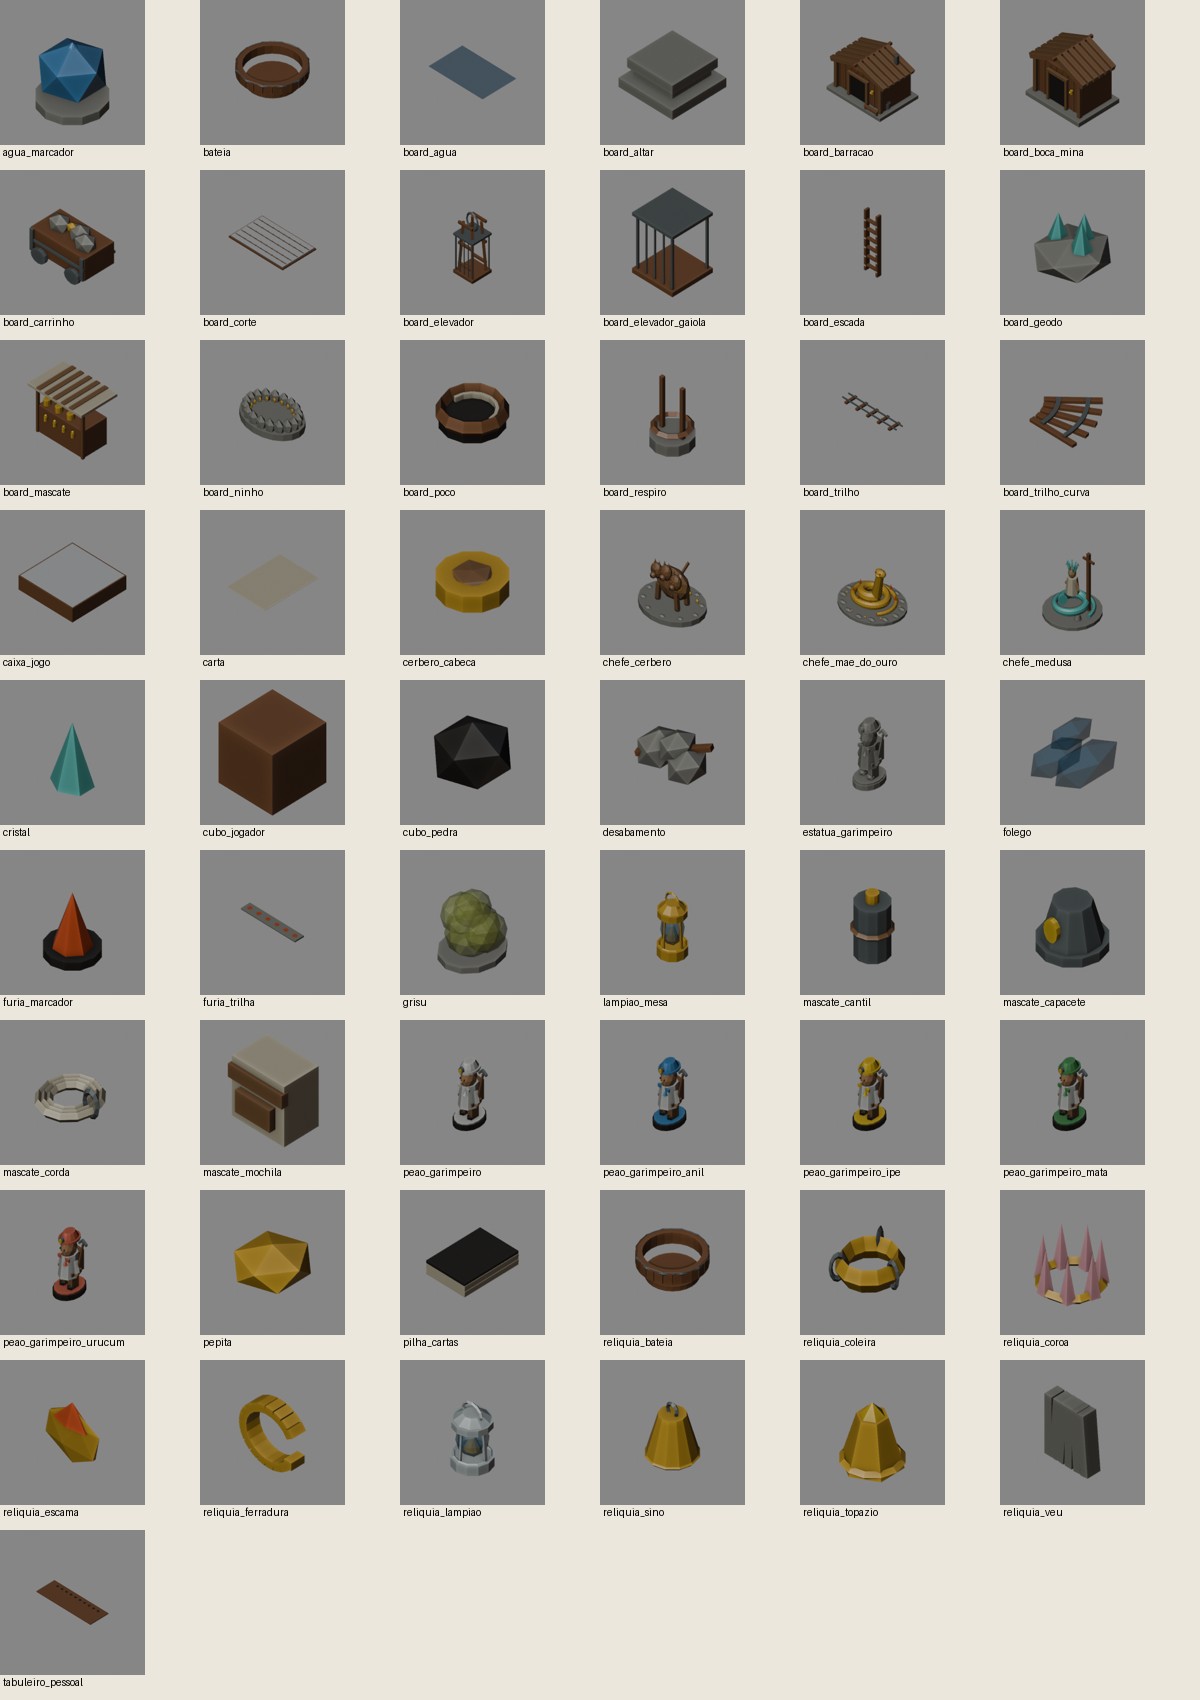 agua_marcador
bateia
board_agua
board_altar
board_barracao
board_boca_mina
board_carrinho
board_corte
board_elevador
board_elevador_gaiola
board_escada
board_geodo
board_mascate
board_ninho
board_poco
board_respiro
board_trilho
board_trilho_curva
caixa_jogo
carta
cerbero_cabeca
chefe_cerbero
chefe_mae_do_ouro
chefe_medusa
cristal
cubo_jogador
cubo_pedra
desabamento
estatua_garimpeiro
folego
furia_marcador
furia_trilha
grisu
lampiao_mesa
mascate_cantil
mascate_capacete
mascate_corda
mascate_mochila
peao_garimpeiro
peao_garimpeiro_anil
peao_garimpeiro_ipe
peao_garimpeiro_mata
peao_garimpeiro_urucum
pepita
pilha_cartas
reliquia_bateia
reliquia_coleira
reliquia_coroa
reliquia_escama
reliquia_ferradura
reliquia_lampiao
reliquia_sino
reliquia_topazio
reliquia_veu
tabuleiro_pessoal